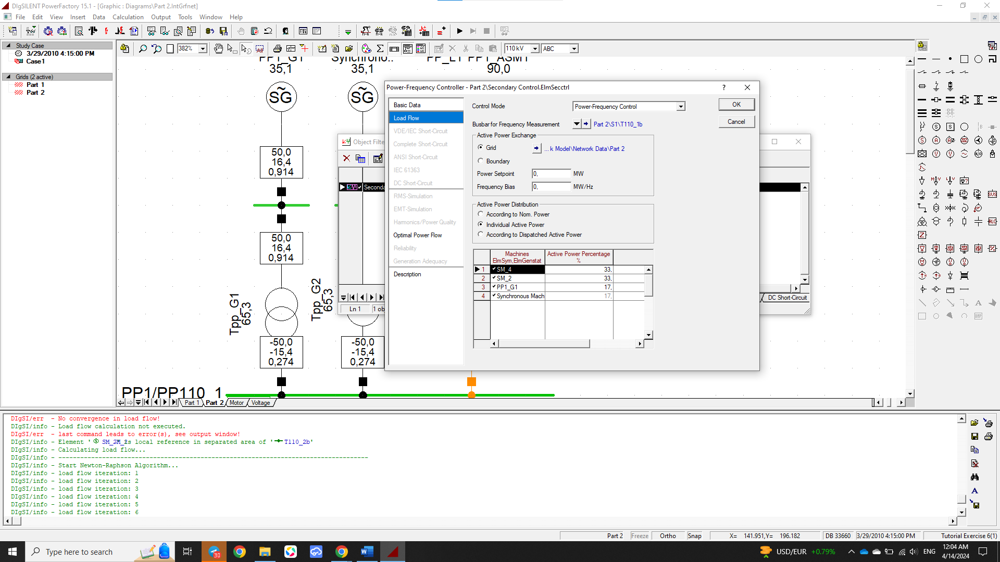 DIgSILENT PowerFactory 15.1 - [Graphic : Diagrams\Part 2.IntGrfnet]
File Edit View Insert Data Calculation Output Tools Window Help
382%
110 kV
ABC
Study Case
3/29/2010 4:15:00 PM
Case1
Grids (2 active)
Part 1
Part 2
PP1_G1
35,1
Synchrono..
35,1
PP_L1
PP1_ASM1
90,0
SG
SG
50,0
16,4
0,914
50,0
16,4
0,914
Tpp_G1
65,3
Tpp_G2
65,3
-50,0
-15,4
0,274
-50,0
-15,4
0,274
PP1/PP110_1
Part 1 Part 2 Motor Voltage
Object Filte
Seconda
Ln 1
1 ob
DC Short-Circuit
Power-Frequency Controller - Part 2\Secondary Control.ElmSecctrl
? 
Basic Data
Load Flow
VDE/IEC Short-Circuit
Complete Short-Circuit
ANSI Short-Circuit
IEC 61363
DC Short-Circuit
RMS-Simulation
EMT-Simulation
Harmonics/Power Quality
Optimal Power Flow
Reliability
Generation Adequacy
Description
Control Mode
Power-Frequency Control
OK
Cancel
Busbar for Frequency Measurement
Part 2\S1\T110_1b
Active Power Exchange
Grid
... k Model\Network Data\Part 2
Boundary
Power Setpoint 0, MW
Frequency Bias 0, MW/Hz
Active Power Distribution
According to Nom. Power
Individual Active Power
According to Dispatched Active Power
Machines Active Power Percentage
ElmSym,ElmGenstat %
1 SM_4 33,
2 SM_2 33,
3 PP1_G1 17,
4 Synchronous Mach 17,
DIgSI/err - No convergence in load flow!
DIgSI/info - Load flow calculation not executed.
DIgSI/err - last command leads to error(s), see output window!
DIgSI/info - Element ' is local reference in separated area of ' T110_2b'
DIgSI/info - Calculating load flow...
DIgSI/info - --------------------------------------------------------------------------------
DIgSI/info - Start Newton-Raphson Algorithm...
DIgSI/info - load flow iteration: 1
DIgSI/info - load flow iteration: 2
DIgSI/info - load flow iteration: 3
DIgSI/info - load flow iteration: 4
DIgSI/info - load flow iteration: 5
DIgSI/info - load flow iteration: 6
Part 2 Freeze Ortho Snap X= 141.951,Y= 196.182 DB 33660 3/29/2010 4:15:00 PM Tutorial Exercise 6(1)
Type here to search
30
USD/EUR +0.79%
ENG
12:04 AM
4/14/2024